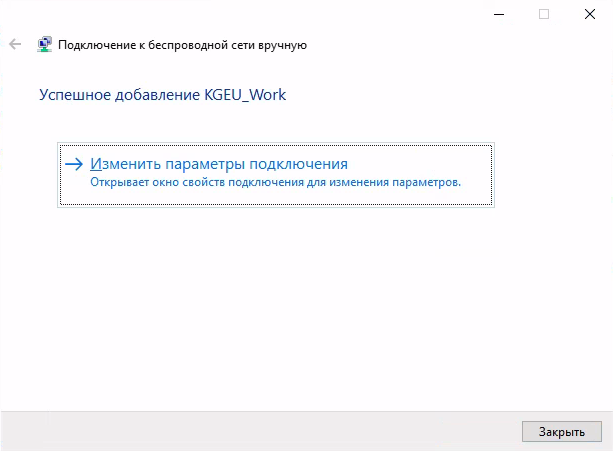 Подключение к беспроводной сети вручную
Успешное добавление KGEU_Work
Изменить параметры подключения
Открывает окно свойств подключения для изменения параметров.
Закрыть